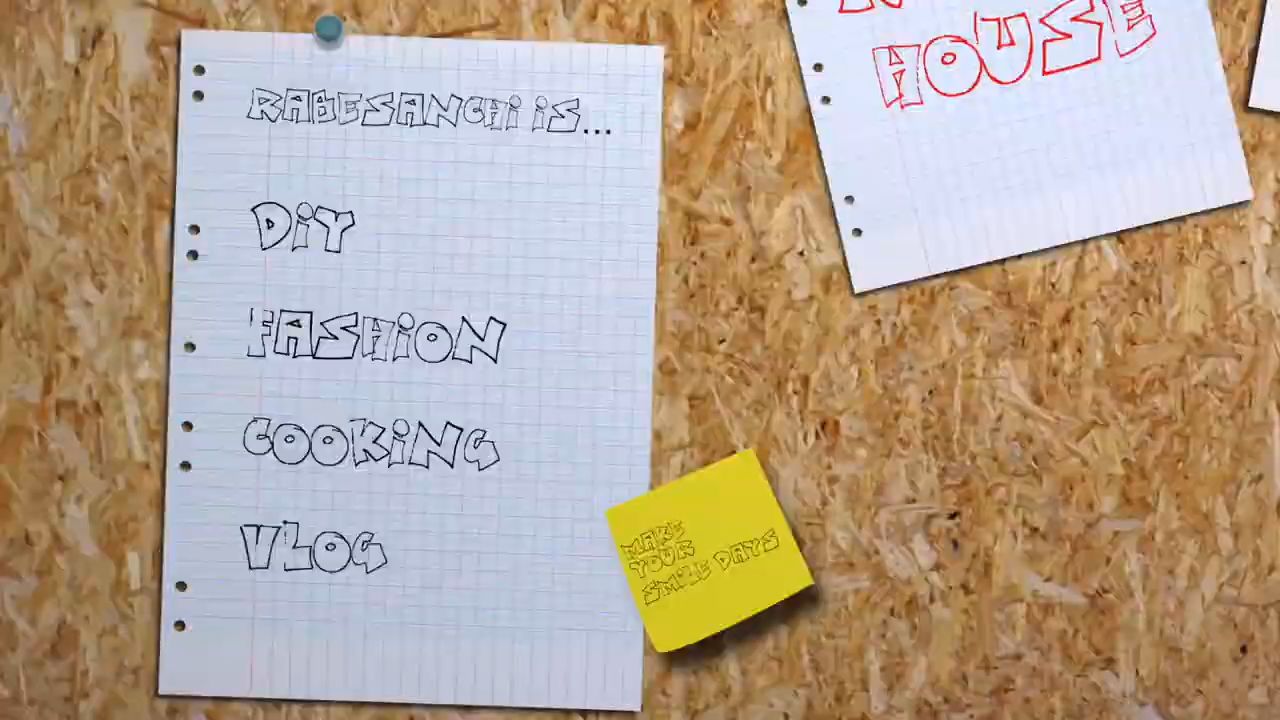 RABESANCHI IS...
DIY
FASHION
COOKING
VLOG
HOUSE
MAKE
YOUR
SMILE DAYS